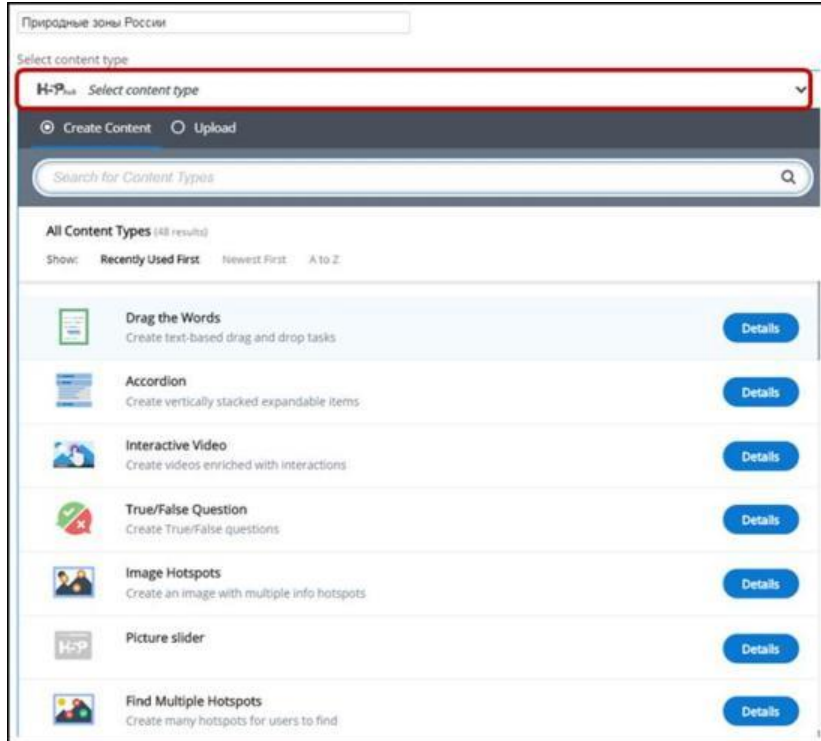 Природные зоны России
Select content type
H-P hub Select content type
Create Content Upload
Search for Content Types
All Content Types (48 results)
Show: Recently Used First Newest First A to Z
Drag the Words
Create text-based drag and drop tasks
Details
Accordion
Create vertically stacked expandable items
Details
Interactive Video
Create videos enriched with interactions
Details
True/False Question
Create True/False questions
Details
Image Hotspots
Create an image with multiple info hotspots
Details
H-P
Picture slider
Details
Find Multiple Hotspots
Create many hotspots for users to find
Details